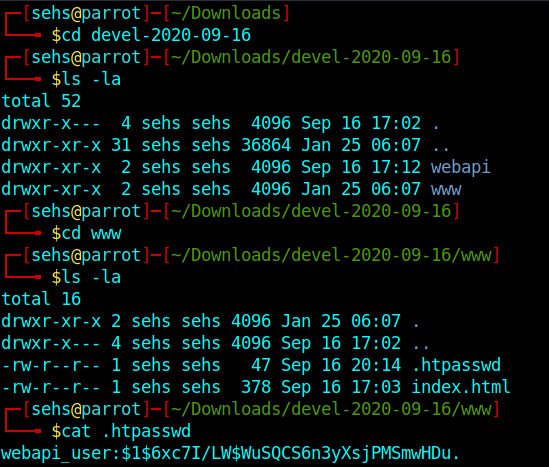 ┌─[sehs@parrot]─[~/Downloads]
└──╼ $cd devel-2020-09-16
┌─[sehs@parrot]─[~/Downloads/devel-2020-09-16]
└──╼ $ls -la
total 52
drwxr-x---  4 sehs sehs  4096 Sep 16 17:02 .
drwxr-xr-x 31 sehs sehs 36864 Jan 25 06:07 ..
drwxr-xr-x  2 sehs sehs  4096 Sep 16 17:12 webapi
drwxr-xr-x  2 sehs sehs  4096 Jan 25 06:07 www
┌─[sehs@parrot]─[~/Downloads/devel-2020-09-16]
└──╼ $cd www
┌─[sehs@parrot]─[~/Downloads/devel-2020-09-16/www]
└──╼ $ls -la
total 16
drwxr-xr-x 2 sehs sehs 4096 Jan 25 06:07 .
drwxr-x--- 4 sehs sehs 4096 Sep 16 17:02 ..
-rw-r--r-- 1 sehs sehs   47 Sep 16 20:14 .htpasswd
-rw-r--r-- 1 sehs sehs  378 Sep 16 17:03 index.html
┌─[sehs@parrot]─[~/Downloads/devel-2020-09-16/www]
└──╼ $cat .htpasswd
webapi_user:$1$6xc7I/LW$WuSQCS6n3yXsjPMSmwHDu.